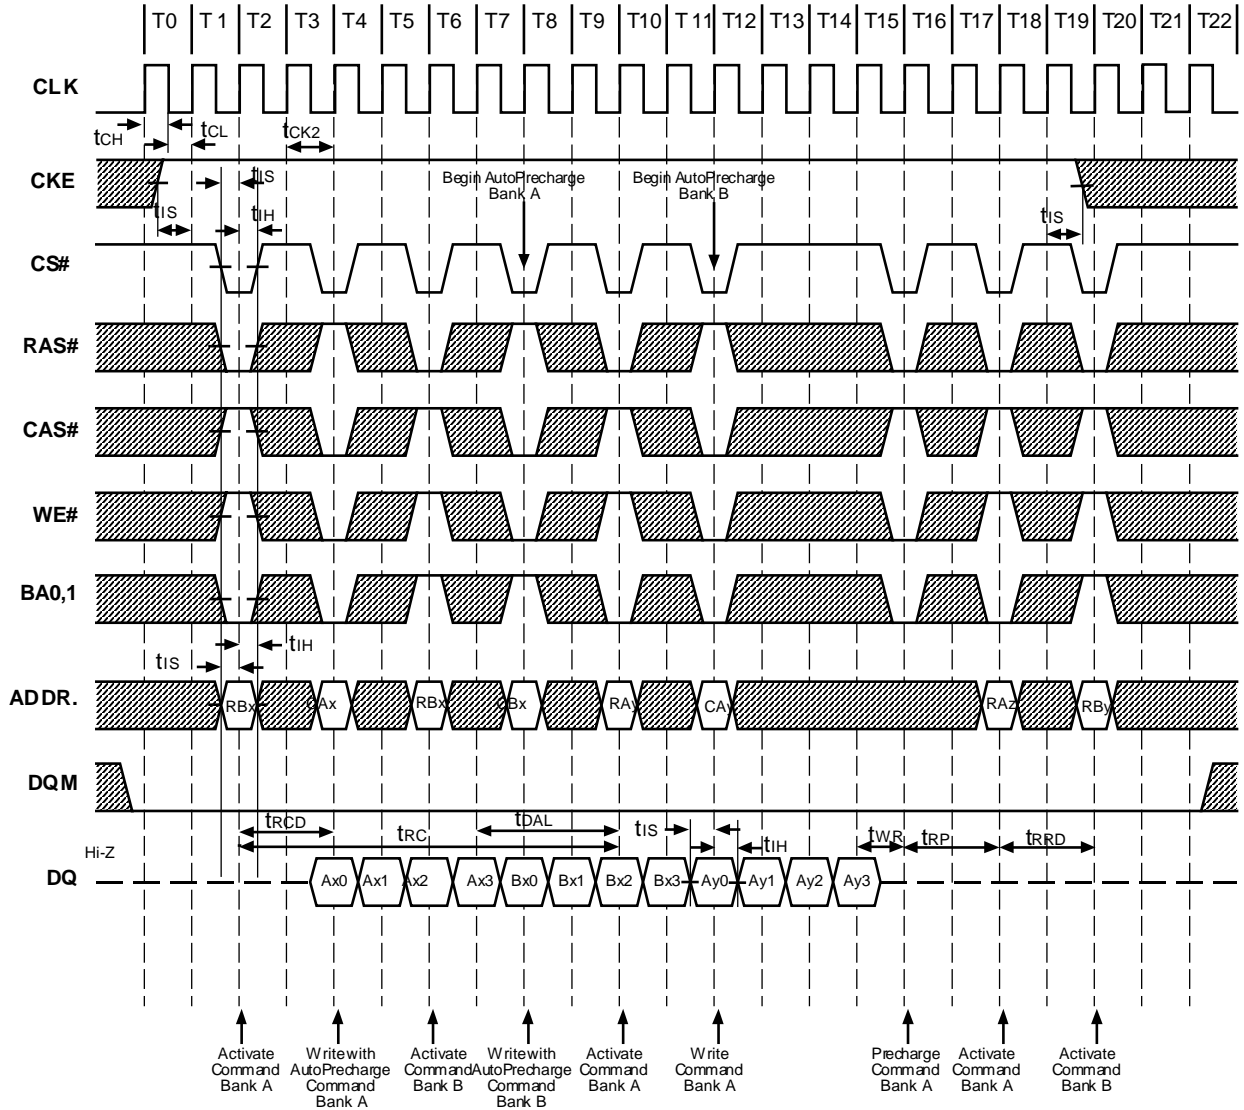 T0 T1 T2 T3 T4 T5 T6 T7 T8 T9 T10 T11 T12 T13 T14 T15 T16 T17 T18 T19 T20 T21 T22
CLK
tCH tCL tCK2
CKE
tIS
Begin AutoPrecharge
Bank A
Begin AutoPrecharge
Bank B
tIS tIH tIS
CS#
RAS#
CAS#
WE#
BA0,1
tIH
tIS
ADDR.
RBx CAx RBx CBx RAy CAy RAz RBy
DQM
tRCD tDAL tIS tWR tRP tRRD
tRC tIH
Hi-Z
DQ
Ax0 Ax1 Ax2 Ax3 Bx0 Bx1 Bx2 Bx3 Ay0 Ay1 Ay2 Ay3
Activate
Command
Bank A
Write with
AutoPrecharge
Command
Bank A
Activate
Command
Bank B
Write with
AutoPrecharge
Command
Bank B
Activate
Command
Bank A
Write
Command
Bank A
Precharge
Command
Bank A
Activate
Command
Bank A
Activate
Command
Bank B